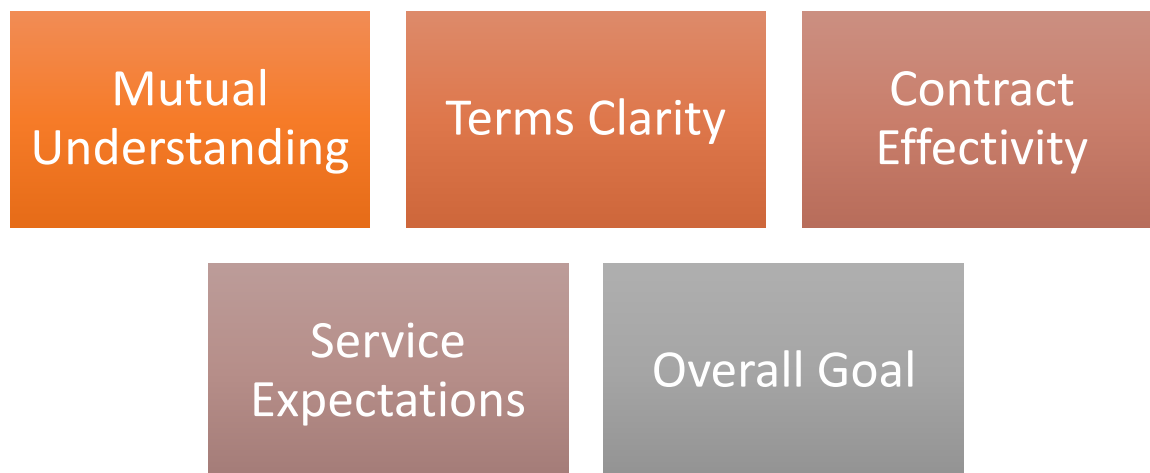 Mutual
Understanding
Terms Clarity
Contract
Effectivity
Service
Expectations
Overall Goal